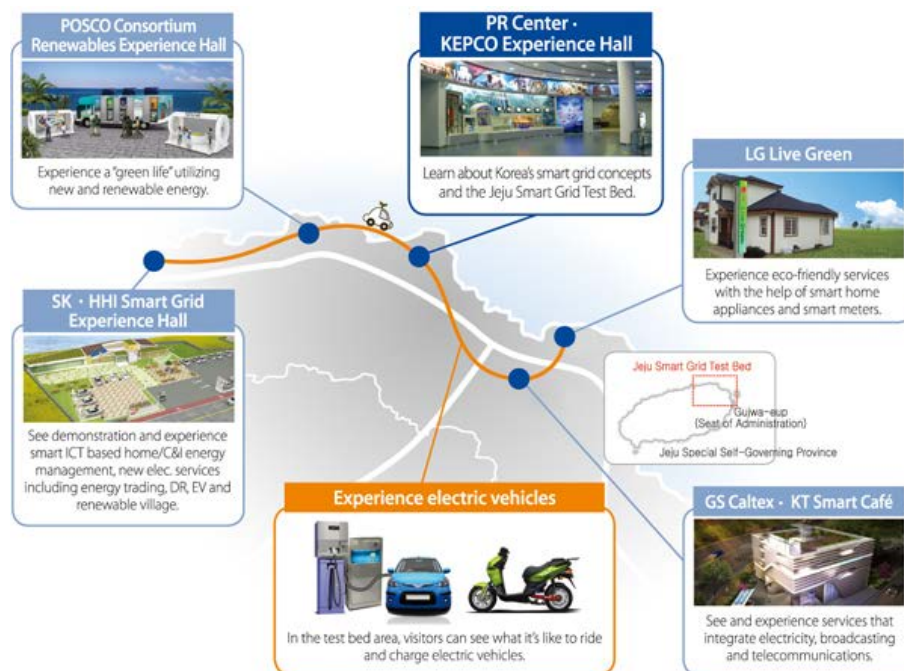 POSCO Consortium
Renewables Experience Hall
Experience a "green life" utilizing
new and renewable energy.
PR Center ·
KEPCO Experience Hall
Learn about Korea's smart grid concepts
and the Jeju Smart Grid Test Bed.
LG Live Green
Experience eco-friendly services
with the help of smart home
appliances and smart meters.
SK · HHI Smart Grid
Experience Hall
See demonstration and experience
smart ICT based home/C&I energy
management, new elec. services
including energy trading, DR, EV and
renewable village.
Jeju Smart Grid Test Bed
Gujwa-eup
(Seat of Administration)
Jeju Special Self-Governing Province
Experience electric vehicles
In the test bed area, visitors can see what it's like to ride
and charge electric vehicles.
GS Caltex · KT Smart Café
See and experience services that
integrate electricity, broadcasting
and telecommunications.